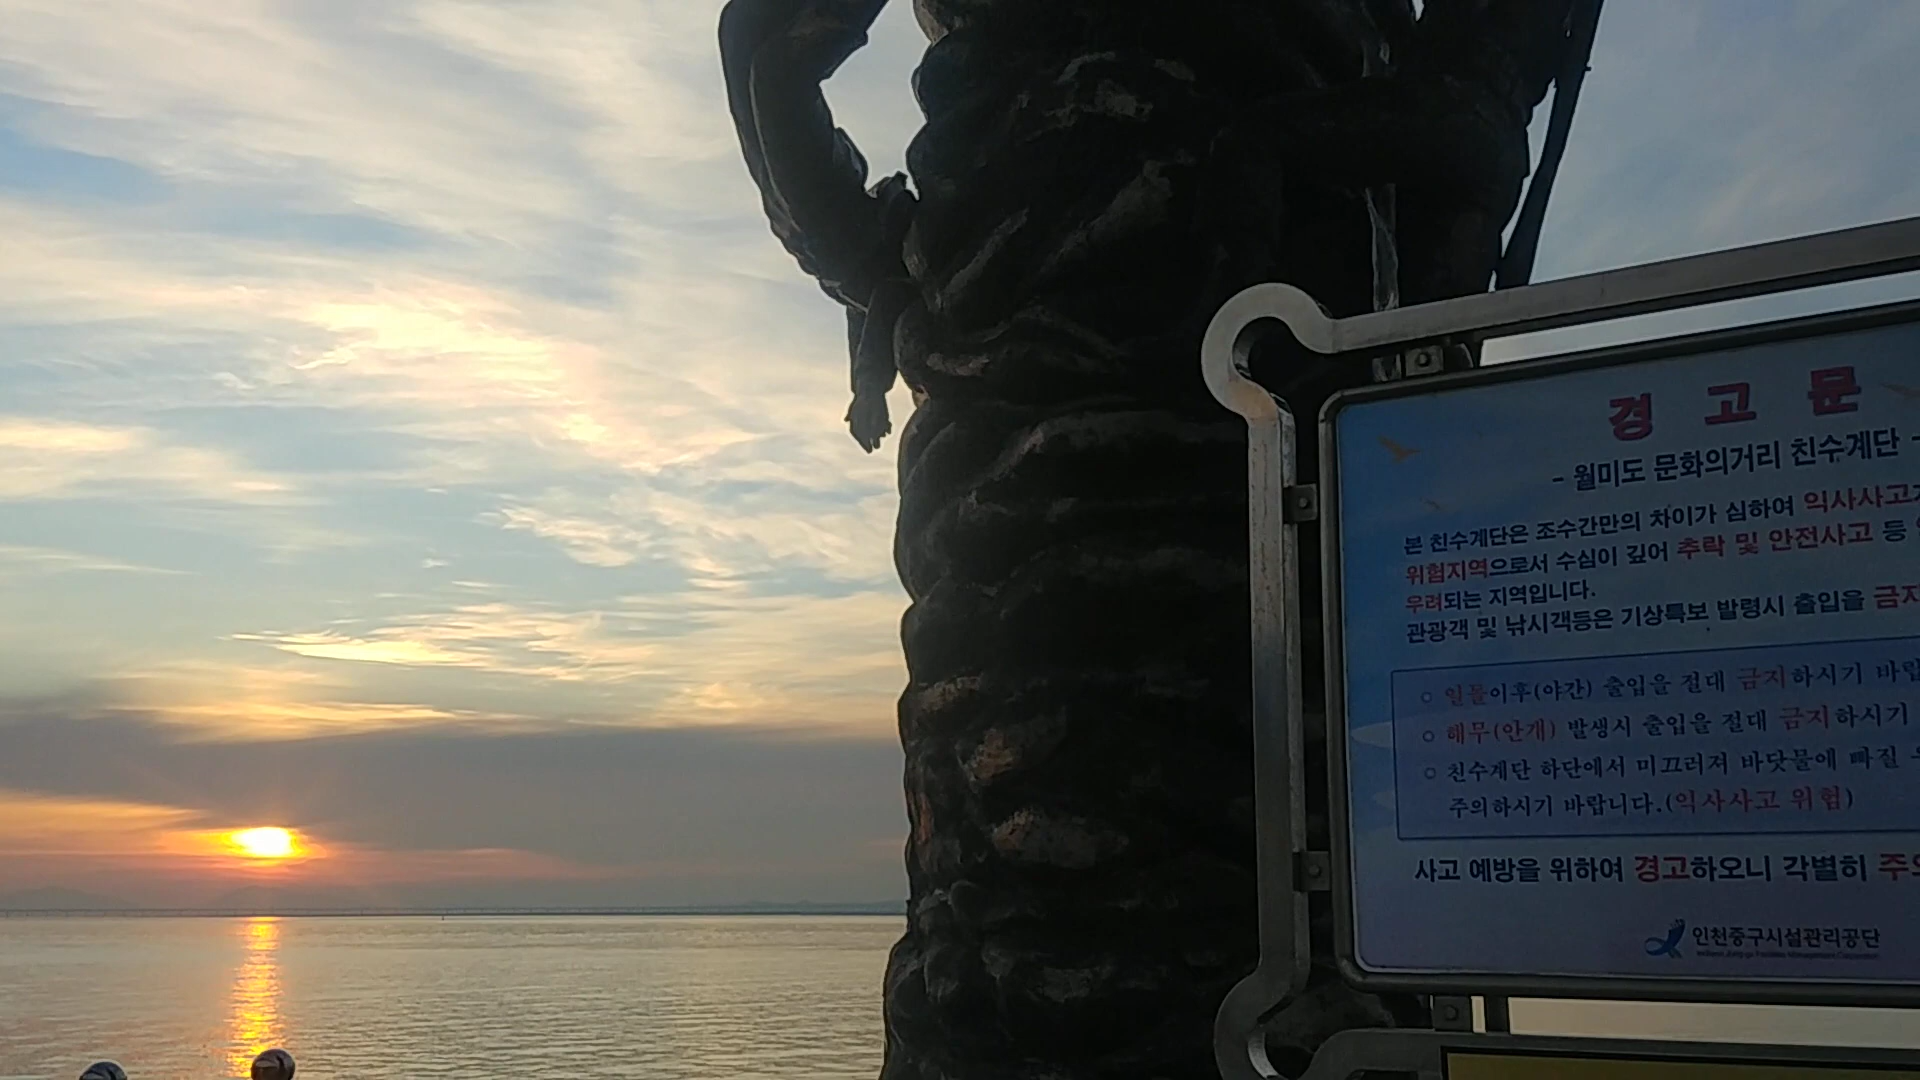 경 고 문
- 월미도 문화의거리 친수계단 -
본 친수계단은 조수간만의 차이가 심하여 익사사고
위험지역으로서 수심이 깊어 추락 및 안전사고 등
우려되는 지역입니다.
관광객 및 낚시객등은 기상특보 발령시 출입을 금지
○ 일몰이후(야간) 출입을 절대 금지하시기 바랍
○ 해무(안개) 발생시 출입을 절대 금지하시기
○ 친수계단 하단에서 미끄러져 바닷물에 빠질
주의하시기 바랍니다.(익사사고 위험)
사고 예방을 위하여 경고하오니 각별히 주의
인천중구시설관리공단